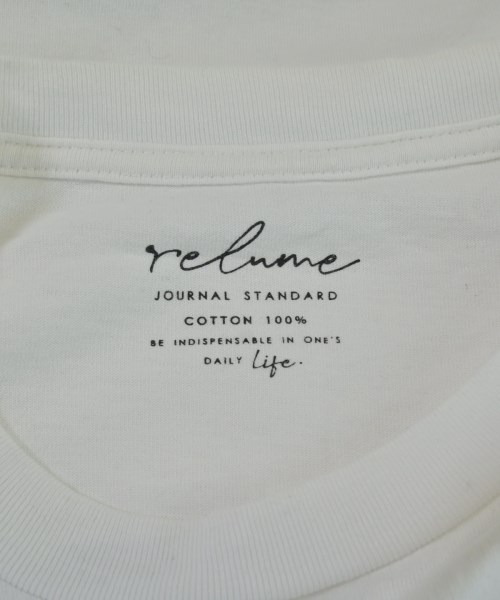 relume
JOURNAL STANDARD
COTTON 100%
BE INDISPENSABLE IN ONE'S
DAILY life.